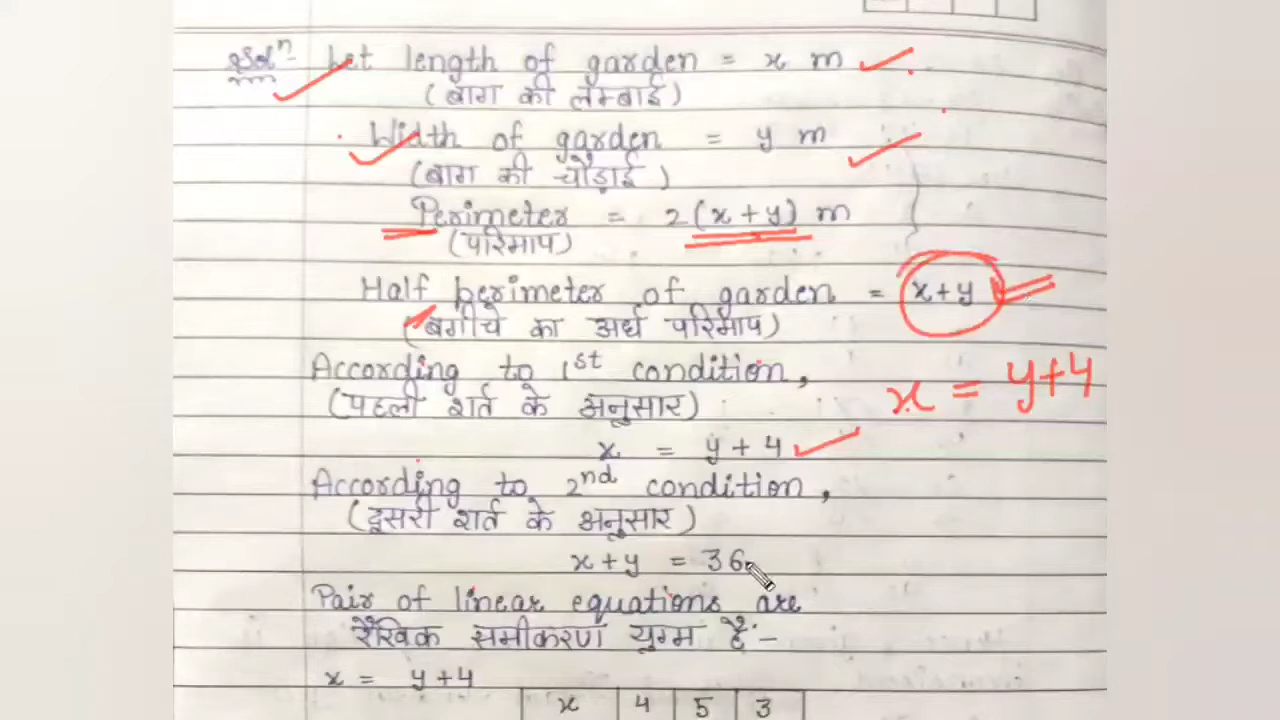 Solⁿ- Let length of garden = x m
(बाग की लम्बाई)
Width of garden = y m
(बाग की चौड़ाई)
Perimeter = 2(x+y) m
(परिमाप)
Half perimeter of garden = x+y
(बगीचे का अर्ध परिमाप)
According to 1st condition,
(पहली शर्त के अनुसार)
x = y+4
x = y+4
According to 2nd condition,
(दूसरी शर्त के अनुसार)
x+y = 36
Pair of linear equations are
रैखिक समीकरण युग्म है:-
x = y+4
x 4 5 3